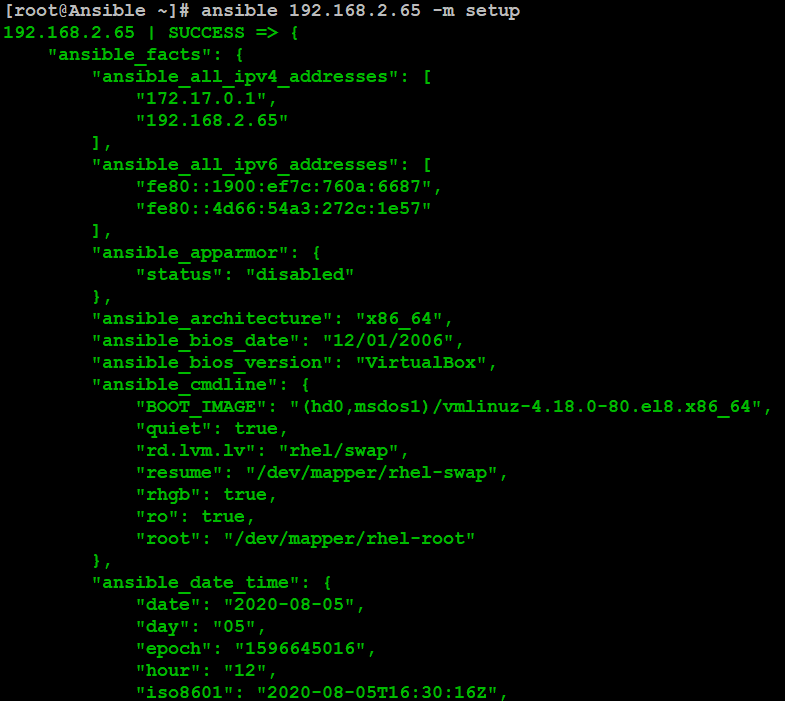 [root@Ansible ~]# ansible 192.168.2.65 -m setup
192.168.2.65 | SUCCESS => {
    "ansible_facts": {
        "ansible_all_ipv4_addresses": [
            "172.17.0.1",
            "192.168.2.65"
        ],
        "ansible_all_ipv6_addresses": [
            "fe80::1900:ef7c:760a:6687",
            "fe80::4d66:54a3:272c:1e57"
        ],
        "ansible_apparmor": {
            "status": "disabled"
        },
        "ansible_architecture": "x86_64",
        "ansible_bios_date": "12/01/2006",
        "ansible_bios_version": "VirtualBox",
        "ansible_cmdline": {
            "BOOT_IMAGE": "(hd0,msdos1)/vmlinuz-4.18.0-80.el8.x86_64",
            "quiet": true,
            "rd.lvm.lv": "rhel/swap",
            "resume": "/dev/mapper/rhel-swap",
            "rhgb": true,
            "ro": true,
            "root": "/dev/mapper/rhel-root"
        },
        "ansible_date_time": {
            "date": "2020-08-05",
            "day": "05",
            "epoch": "1596645016",
            "hour": "12",
            "iso8601": "2020-08-05T16:30:16Z",